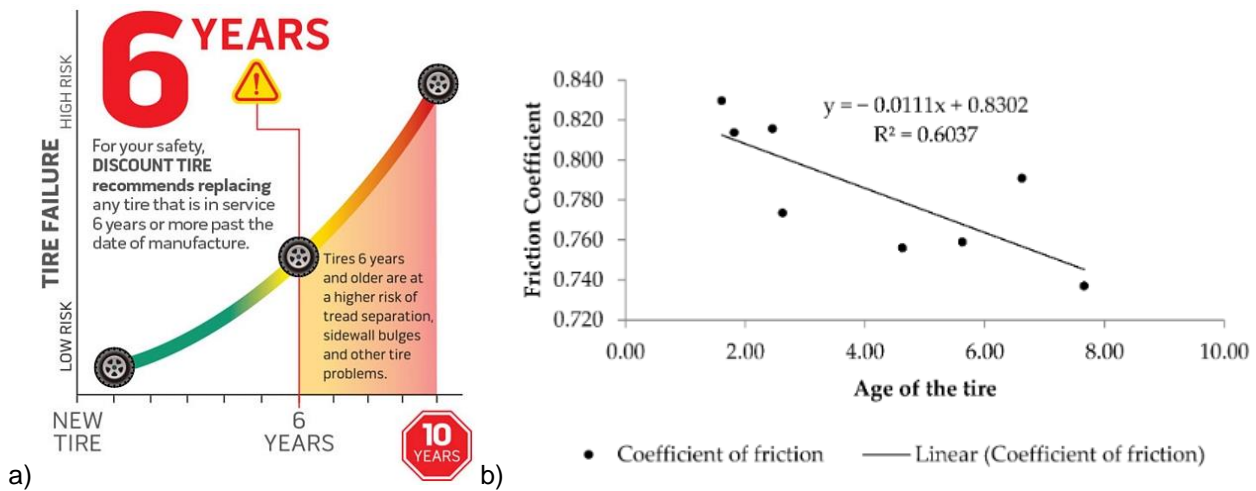 6 YEARS
!
For your safety,
DISCOUNT TIRE
recommends replacing
any tire that is in service
6 years or more past the
date of manufacture.
TIRE FAILURE
HIGH RISK
LOW RISK
Tires 6 years
and older are at
a higher risk of
tread separation,
sidewall bulges
and other tire
problems.
NEW
TIRE
6
YEARS
10
YEARS
a)
b)
Friction Coefficient
0.840
0.820
0.800
0.780
0.760
0.740
0.720
y = − 0.0111x + 0.8302
R² = 0.6037
0.00 2.00 4.00 6.00 8.00 10.00
Age of the tire
● Coefficient of friction — Linear (Coefficient of friction)